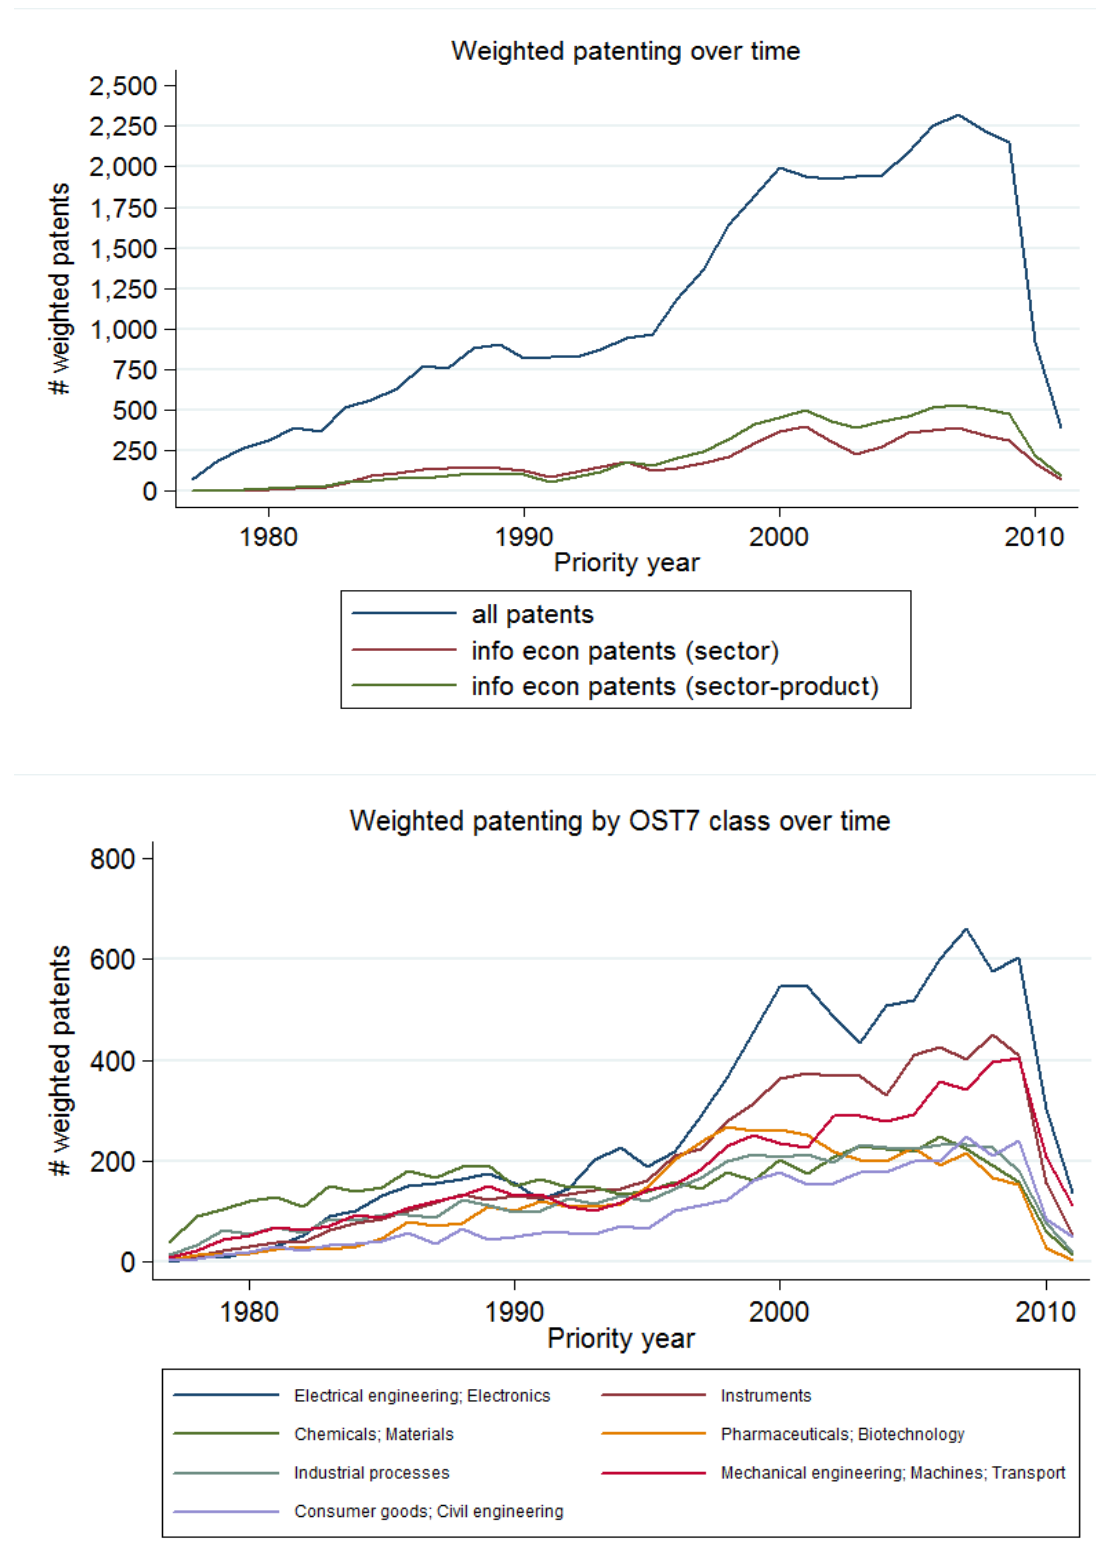 Weighted patenting over time
2,500
2,250
2,000
1,750
1,500
1,250
1,000
750
500
250
0
# weighted patents
1980 1990 2000 2010
Priority year
all patents
info econ patents (sector)
info econ patents (sector-product)
Weighted patenting by OST7 class over time
800
600
400
200
0
# weighted patents
1980 1990 2000 2010
Priority year
Electrical engineering; Electronics Instruments
Chemicals; Materials Pharmaceuticals; Biotechnology
Industrial processes Mechanical engineering; Machines; Transport
Consumer goods; Civil engineering